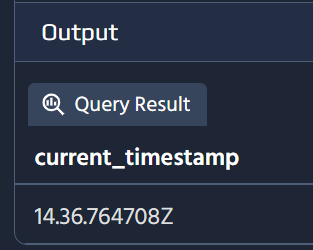 Output
Query Result
current_timestamp
14.36.764708Z